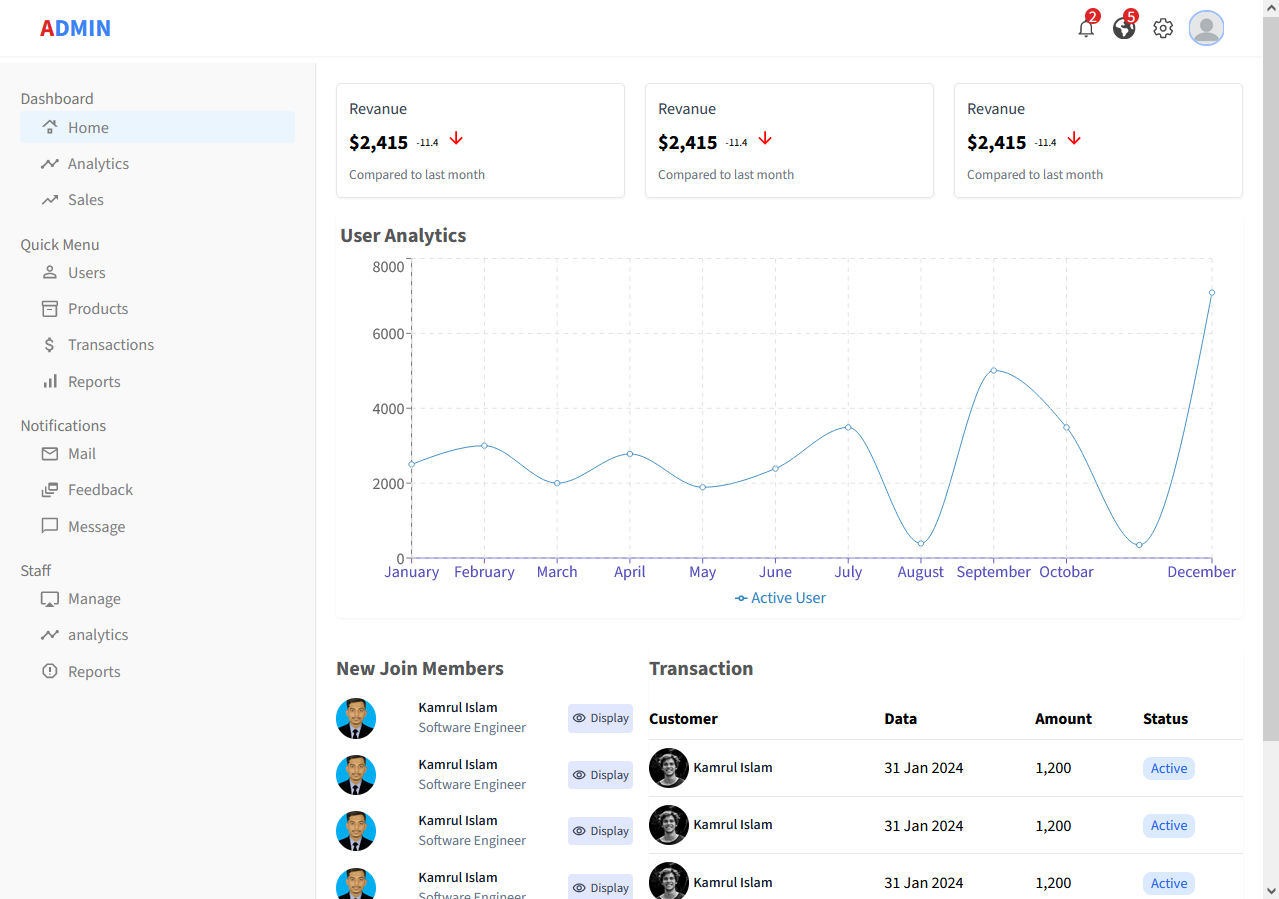 ADMIN
2
5
Dashboard
Home
Analytics
Sales
Quick Menu
Users
Products
Transactions
Reports
Notifications
Mail
Feedback
Message
Staff
Manage
analytics
Reports
Revanue
$2,415 -11.4
Compared to last month
Revanue
$2,415 -11.4
Compared to last month
Revanue
$2,415 -11.4
Compared to last month
User Analytics
8000
6000
4000
2000
0
January February March April May June July August September Octobar December
Active User
New Join Members
Kamrul Islam
Software Engineer
Display
Kamrul Islam
Software Engineer
Display
Kamrul Islam
Software Engineer
Display
Kamrul Islam
Software Engineer
Display
Transaction
Customer Data Amount Status
Kamrul Islam 31 Jan 2024 1,200 Active
Kamrul Islam 31 Jan 2024 1,200 Active
Kamrul Islam 31 Jan 2024 1,200 Active